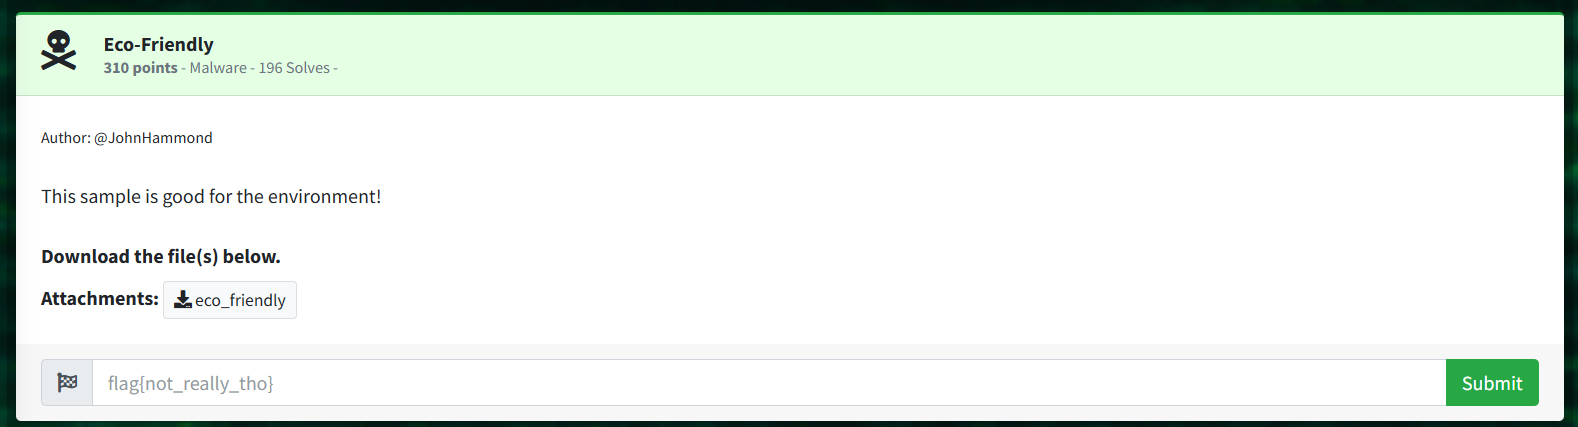 Eco-Friendly
310 points - Malware - 196 Solves -
Author: @JohnHammond
This sample is good for the environment!
Download the file(s) below.
Attachments: eco_friendly
flag{not_really_tho} Submit